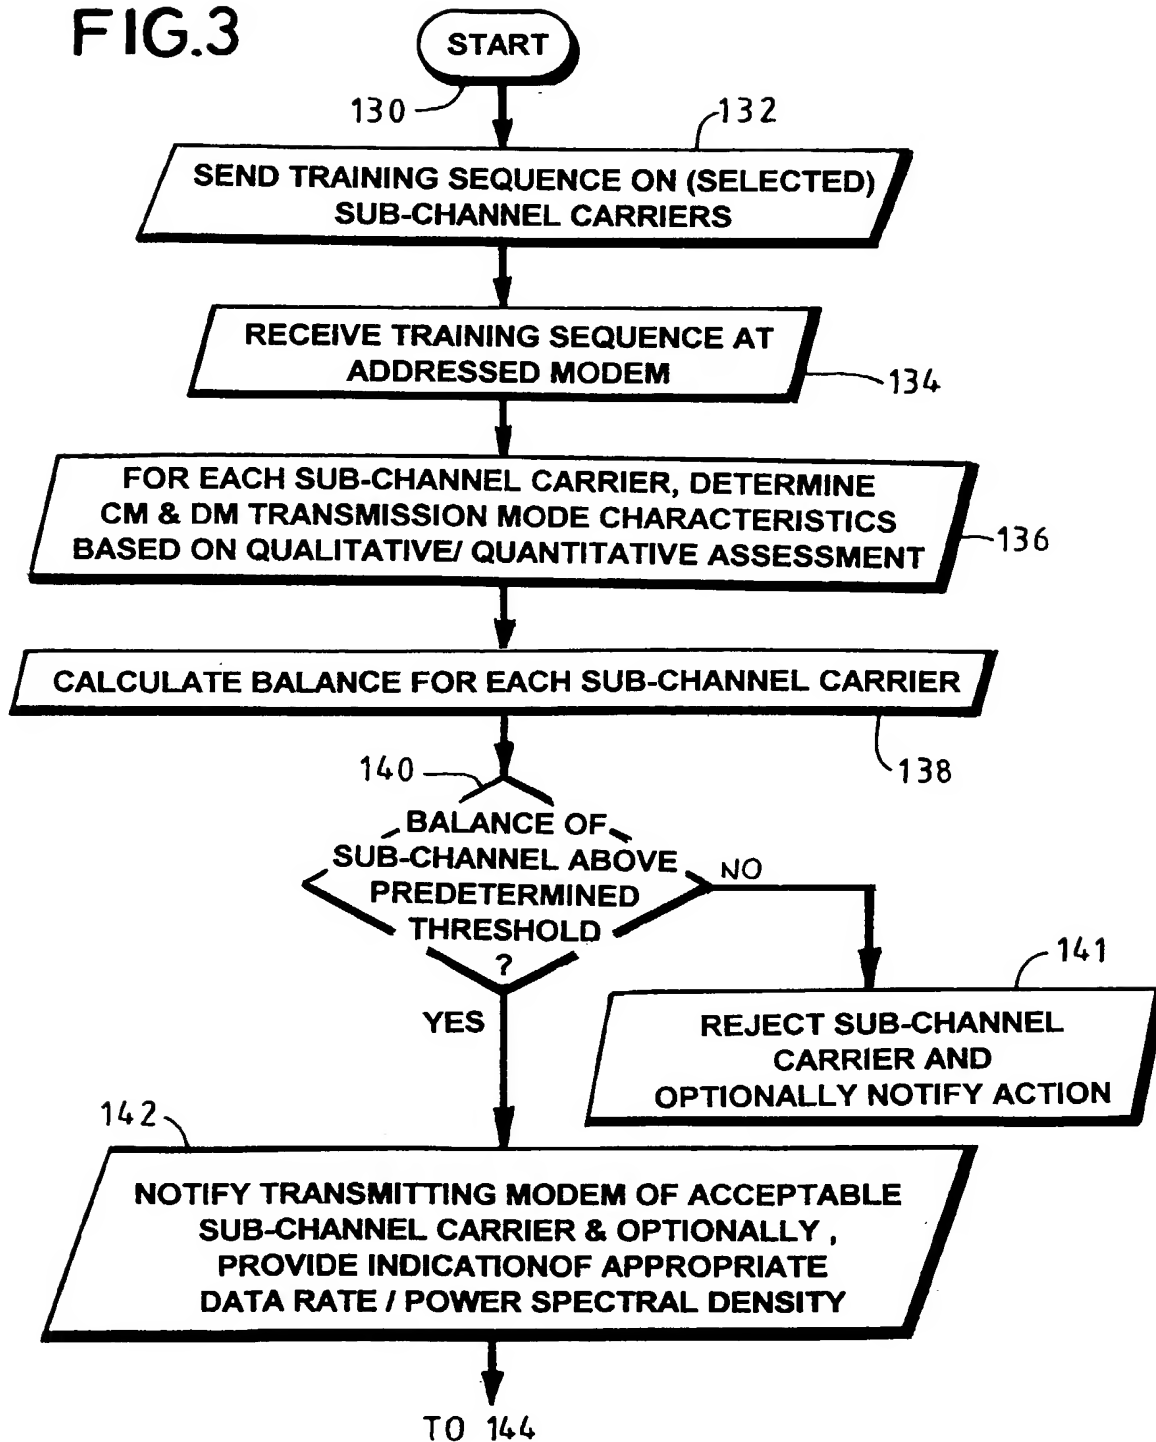 FIG.3
START
130
132
SEND TRAINING SEQUENCE ON (SELECTED)
SUB-CHANNEL CARRIERS
RECEIVE TRAINING SEQUENCE AT
ADDRESSED MODEM
134
FOR EACH SUB-CHANNEL CARRIER, DETERMINE
CM & DM TRANSMISSION MODE CHARACTERISTICS
BASED ON QUALITATIVE/ QUANTITATIVE ASSESSMENT
136
CALCULATE BALANCE FOR EACH SUB-CHANNEL CARRIER
138
140
BALANCE OF
SUB-CHANNEL ABOVE
PREDETERMINED
THRESHOLD
?
NO
YES
141
REJECT SUB-CHANNEL
CARRIER AND
OPTIONALLY NOTIFY ACTION
142
NOTIFY TRANSMITTING MODEM OF ACCEPTABLE
SUB-CHANNEL CARRIER & OPTIONALLY ,
PROVIDE INDICATIONOF APPROPRIATE
DATA RATE / POWER SPECTRAL DENSITY
TO 144